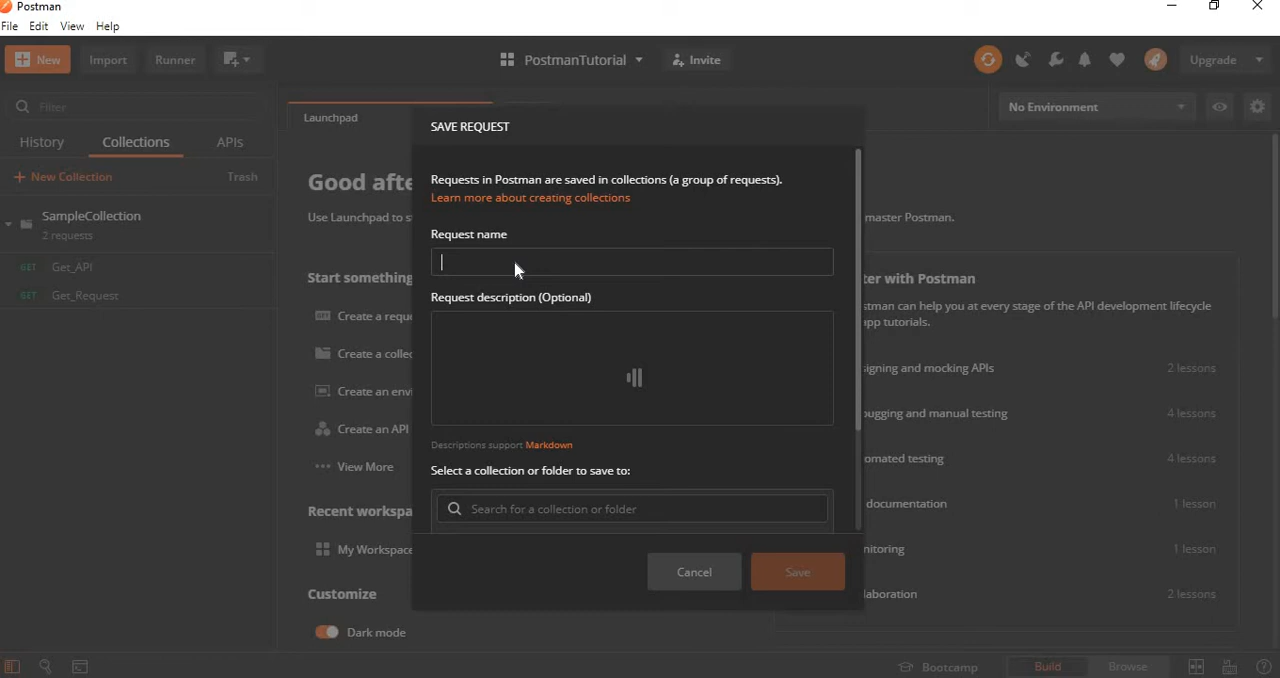 Postman
File Edit View Help
New Import Runner PostmanTutorial Invite Upgrade
Filter No Environment
History Collections APIs Launchpad
SAVE REQUEST
+ New Collection Trash
Good afte
Requests in Postman are saved in collections (a group of requests).
Learn more about creating collections
SampleCollection
2 requests
Use Launchpad to s
master Postman.
Request name
GET Get_API
GET Get_Request
Start something
ter with Postman
Request description (Optional)
Create a reque
stman can help you at every stage of the API development lifecycle
app tutorials.
Create a collec
signing and mocking APIs 2 lessons
Create an envi
ugging and manual testing 4 lessons
Create an API
Descriptions support Markdown
••• View More
omated testing 4 lessons
Select a collection or folder to save to:
Search for a collection or folder
Recent workspa
documentation 1 lesson
My Workspace
nitoring 1 lesson
Cancel Save
Customize
laboration 2 lessons
Dark mode
Bootcamp Build Browse